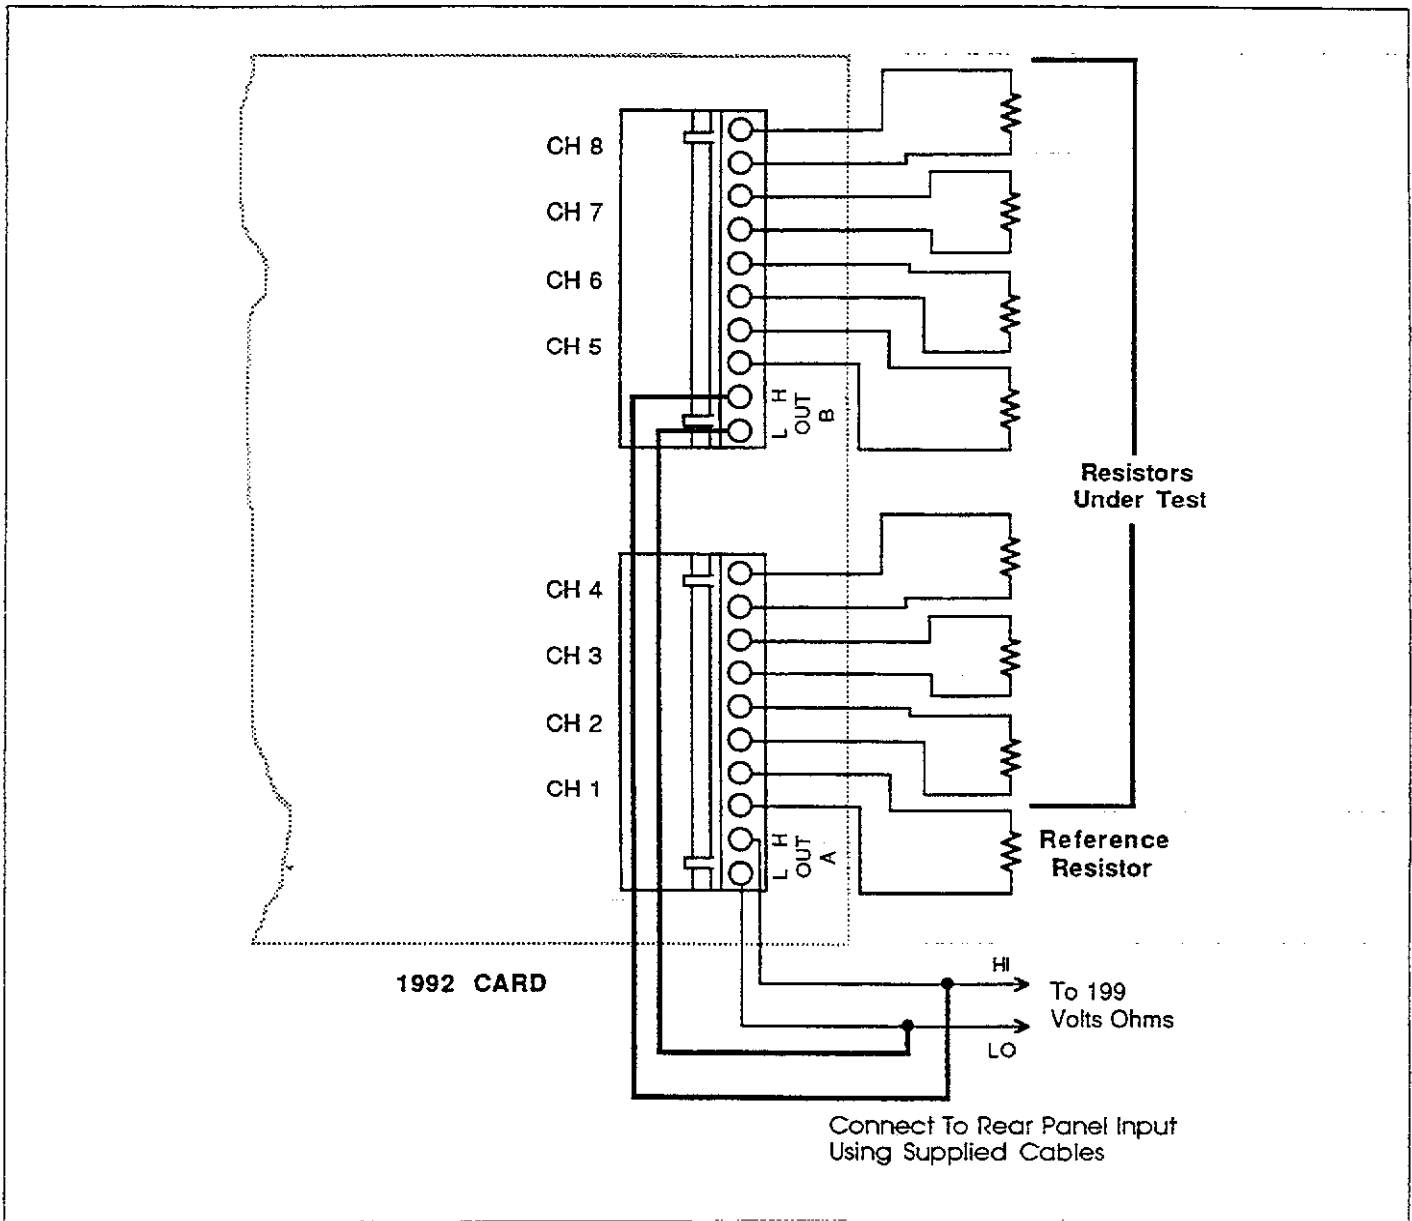 CH 8
CH 7
CH 6
CH 5
H
L
OUT
B
Resistors
Under Test
CH 4
CH 3
CH 2
CH 1
H
L
OUT
A
Reference
Resistor
1992 CARD
HI
To 199
Volts Ohms
LO
Connect To Rear Panel Input
Using Supplied Cables